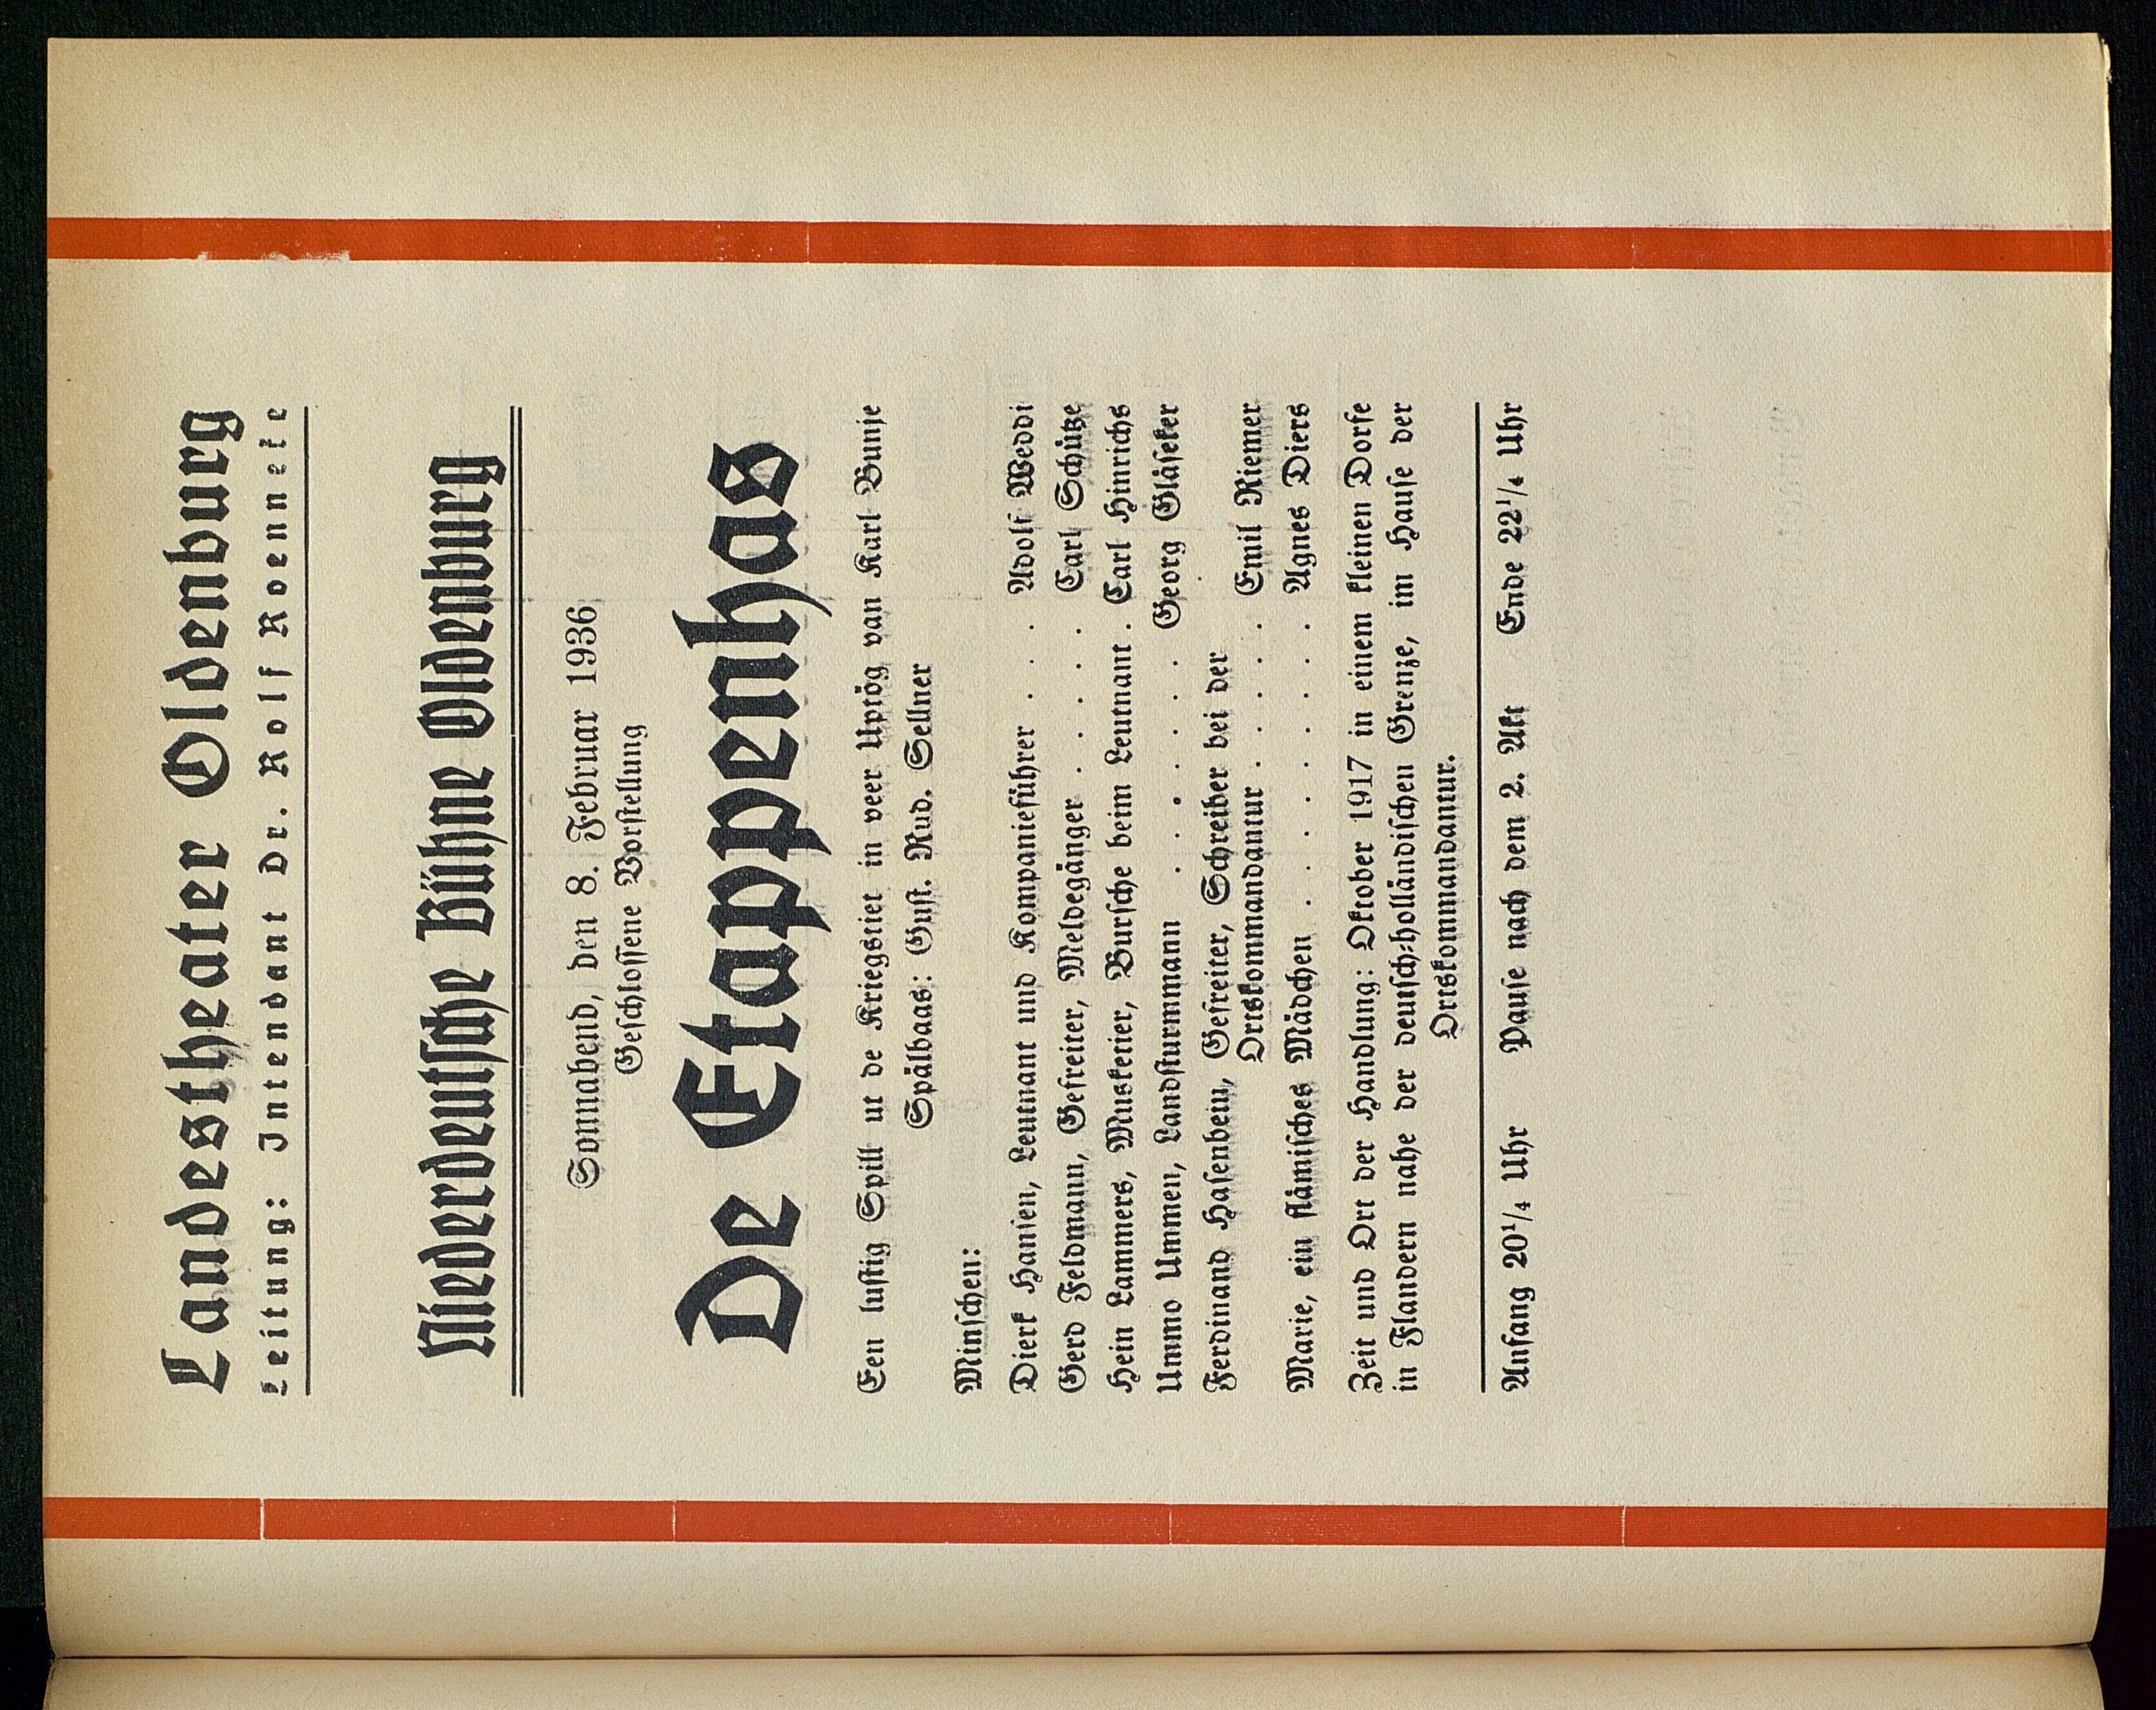 Landestheater Oldenburg
Leitung: Intendant Dr. Rolf Roennecke
Niederdeutsche Bühne Oldenburg
Sonnabend, den 8. Februar 1936
Geschlossene Vorstellung
De Etappenhas
Een lustig Spill ut de Kriegstiet in veer Uptög van Karl Bunje
Spälbaas: Gust. Rud. Sellner
Minschen:
Dierk Hansen, Leutnant und Kompanieführer . . . Adolf Weddi
Gerd Feldmann, Gefreiter, Meldegänger . . . . Carl Schütze
Hein Lammers, Musketier, Bursche beim Leutnant . Carl Hinrichs
Ummo Ummen, Landsturmmann . . . . . Georg Gläseker
Ferdinand Hasenbein, Gefreiter, Schreiber bei der
Ortskommandantur . . . . . Emil Riemer
Marie, ein flämisches Mädchen . . . . . . Agnes Diers
Zeit und Ort der Handlung: Oktober 1917 in einem kleinen Dorfe
in Flandern nahe der deutsch-holländischen Grenze, im Hause der
Ortskommandantur.
Anfang 20¹/₄ Uhr Pause nach dem 2. Akt Ende 22¹/₄ Uhr